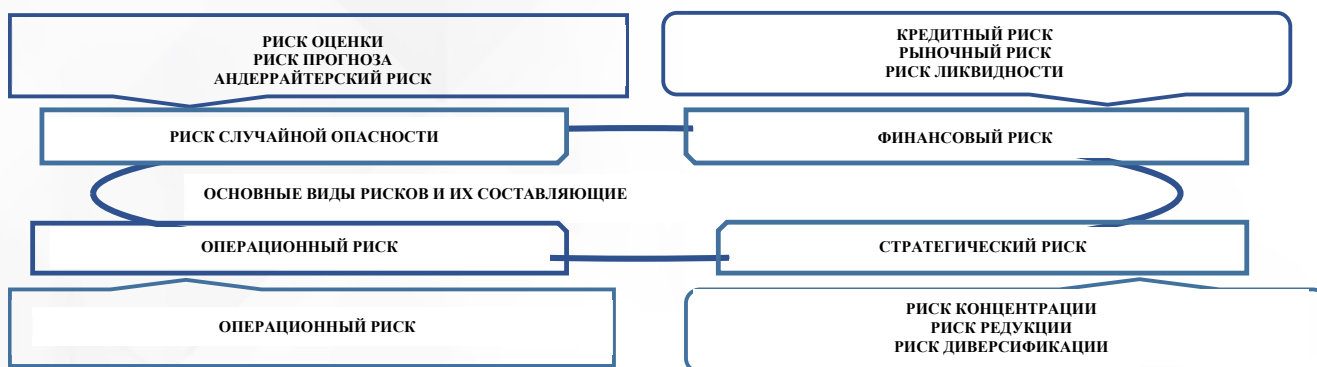 РИСК ОЦЕНКИ
РИСК ПРОГНОЗА
АНДЕРРАЙТЕРСКИЙ РИСК
КРЕДИТНЫЙ РИСК
РЫНОЧНЫЙ РИСК
РИСК ЛИКВИДНОСТИ
РИСК СЛУЧАЙНОЙ ОПАСНОСТИ
ФИНАНСОВЫЙ РИСК
ОСНОВНЫЕ ВИДЫ РИСКОВ И ИХ СОСТАВЛЯЮЩИЕ
ОПЕРАЦИОННЫЙ РИСК
СТРАТЕГИЧЕСКИЙ РИСК
ОПЕРАЦИОННЫЙ РИСК
РИСК КОНЦЕНТРАЦИИ
РИСК РЕДУКЦИИ
РИСК ДИВЕРСИФИКАЦИИ